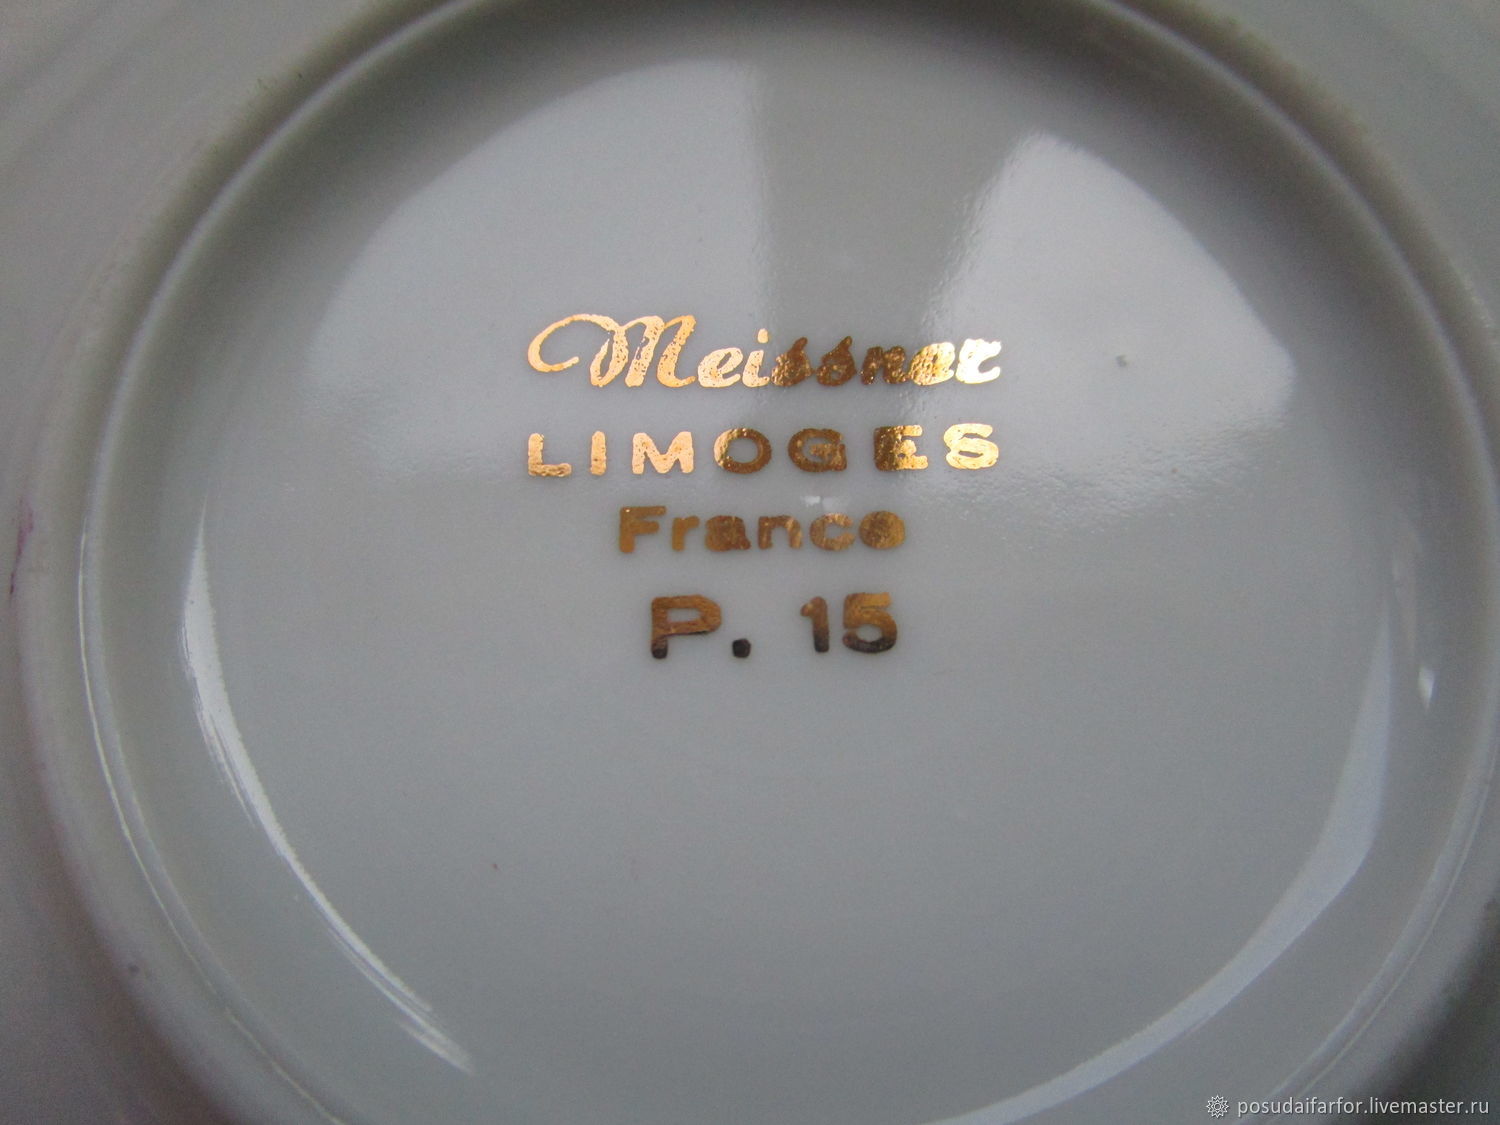 Meissner
LIMOGES
France
P. 15
posudaifarfor.livemaster.ru